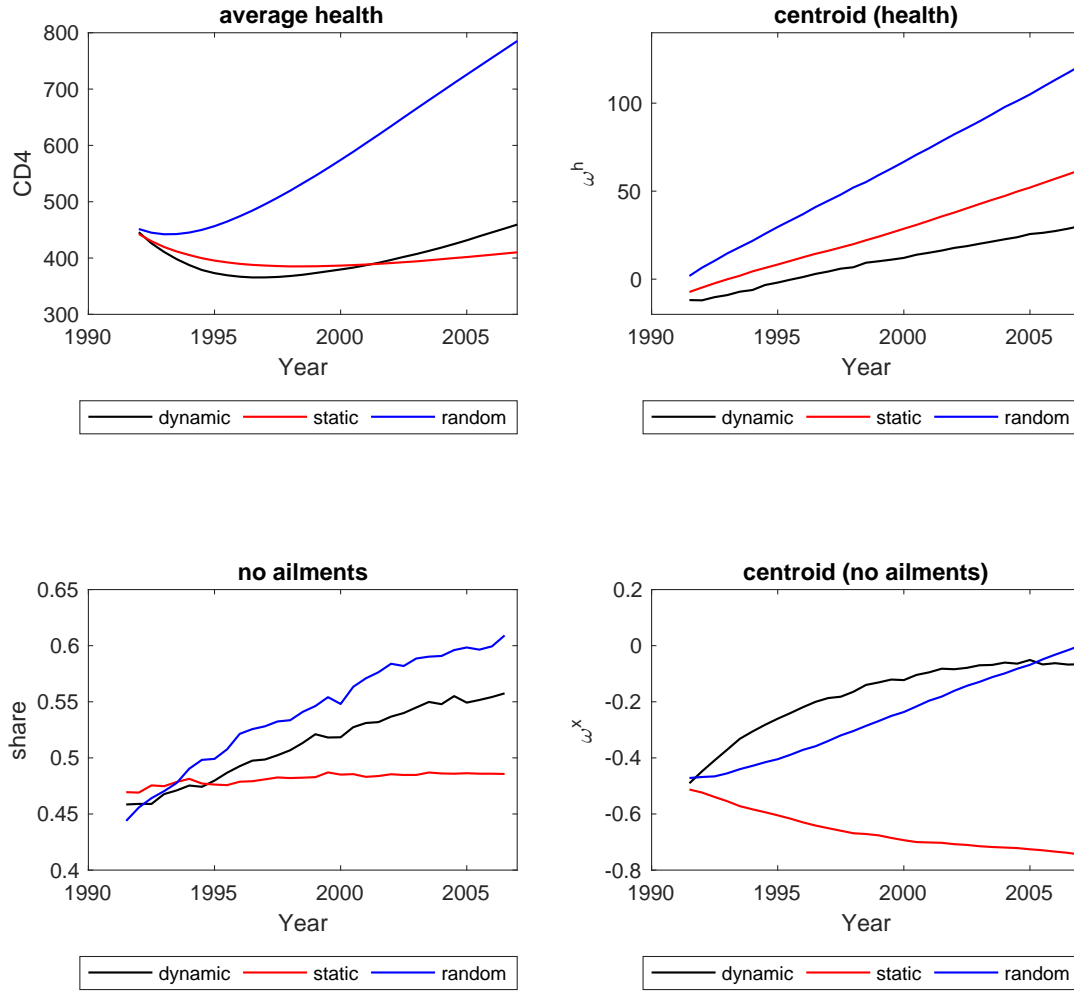 average health
800
700
600
500
400
300
CD4
1990 1995 2000 2005
Year
dynamic static random
centroid (health)
100
50
0
ω^h
1990 1995 2000 2005
Year
dynamic static random
no ailments
0.65
0.6
0.55
0.5
0.45
0.4
share
1990 1995 2000 2005
Year
dynamic static random
centroid (no ailments)
0.2
0
-0.2
-0.4
-0.6
-0.8
ω^x
1990 1995 2000 2005
Year
dynamic static random